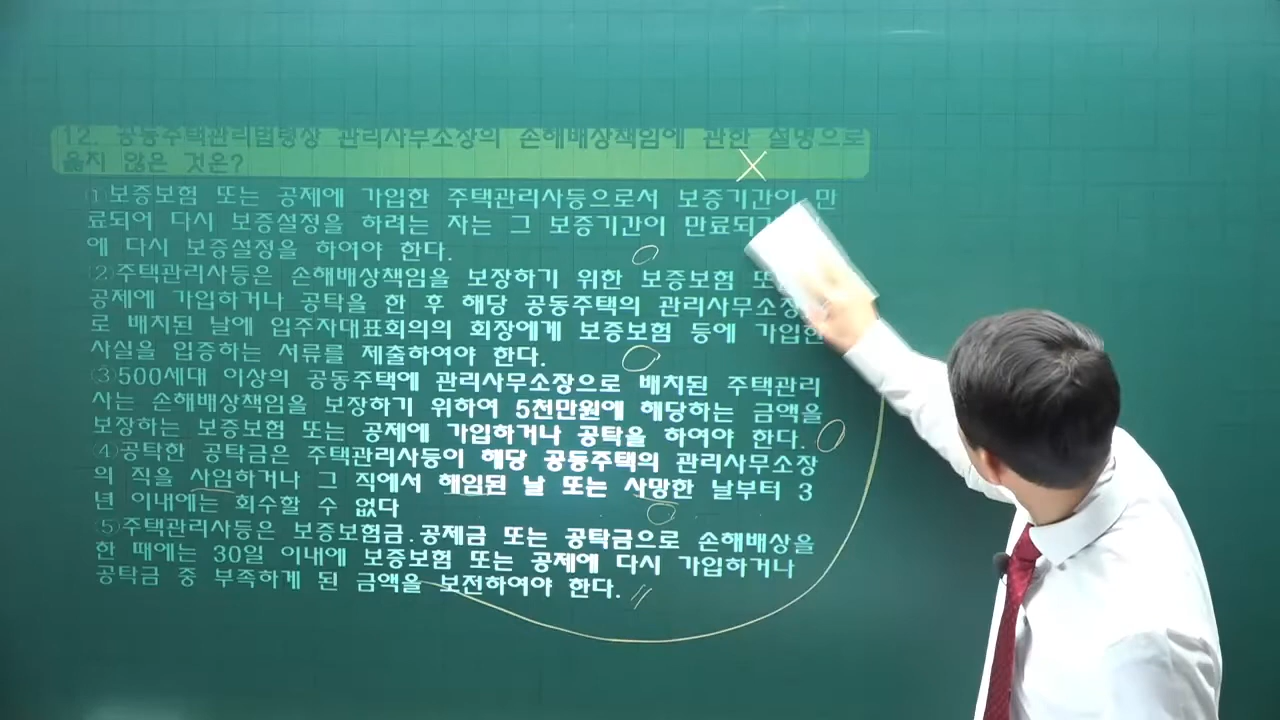 12. 공동주택관리법령상 관리사무소장의 손해배상책임에 관한 설명으로
옳지 않은 것은?
①보증보험 또는 공제에 가입한 주택관리사등으로서 보증기간이 만
료되어 다시 보증설정을 하려는 자는 그 보증기간이 만료되기
에 다시 보증설정을 하여야 한다.
②주택관리사등은 손해배상책임을 보장하기 위한 보증보험 또
공제에 가입하거나 공탁을 한 후 해당 공동주택의 관리사무소장
로 배치된 날에 입주자대표회의의 회장에게 보증보험 등에 가입한
사실을 입증하는 서류를 제출하여야 한다.
③500세대 이상의 공동주택에 관리사무소장으로 배치된 주택관리
사는 손해배상책임을 보장하기 위하여 5천만원에 해당하는 금액을
보장하는 보증보험 또는 공제에 가입하거나 공탁을 하여야 한다.
④공탁한 공탁금은 주택관리사등이 해당 공동주택의 관리사무소장
의 직을 사임하거나 그 직에서 해임된 날 또는 사망한 날부터 3
년 이내에는 회수할 수 없다
⑤주택관리사등은 보증보험금.공제금 또는 공탁금으로 손해배상을
한 때에는 30일 이내에 보증보험 또는 공제에 다시 가입하거나
공탁금 중 부족하게 된 금액을 보전하여야 한다.